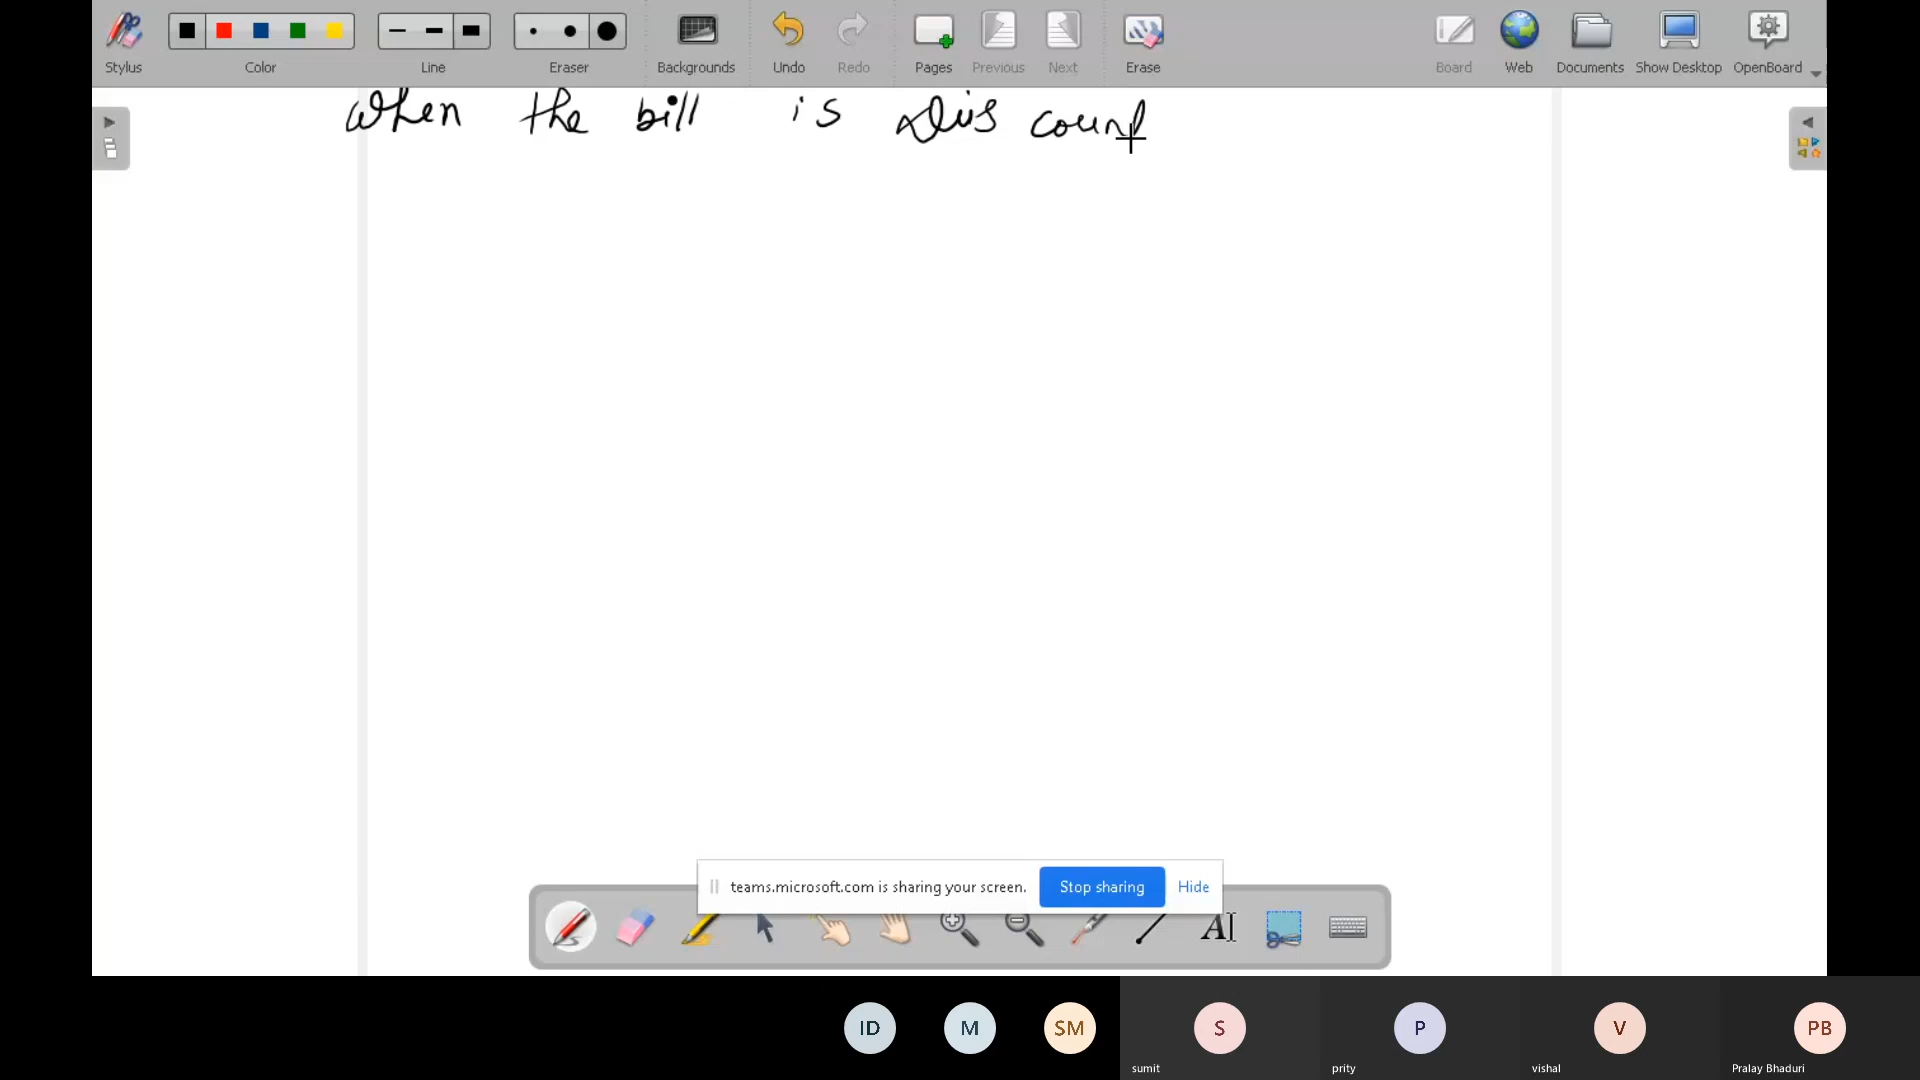 Stylus Color Line Eraser Backgrounds Undo Redo Pages Previous Next Erase Board Web Documents Show Desktop OpenBoard
when the bill is Discount
teams.microsoft.com is sharing your screen. Stop sharing Hide
A
ID M SM S P V PB
sumit prity vishal Pralay Bhaduri